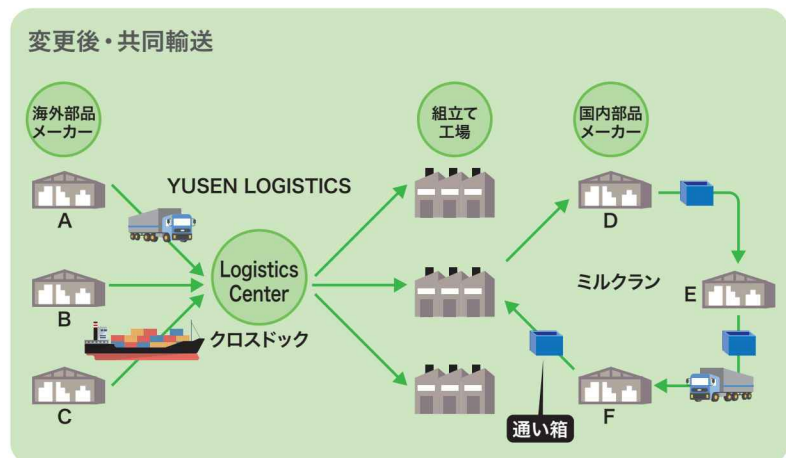 変更後・共同輸送
海外部品
メーカー
組立て
工場
国内部品
メーカー
YUSEN LOGISTICS
A
D
Logistics
Center
B
ミルクラン
E
クロスドック
C
F
通い箱